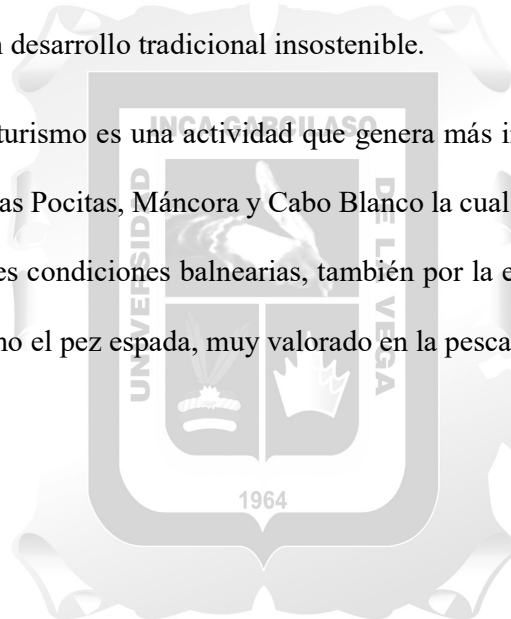 n desarrollo tradicional insostenible.
INCA GARCILASO
turismo es una actividad que genera más i
as Pocitas, Máncora y Cabo Blanco la cual
es condiciones balnearias, también por la e
no el pez espada, muy valorado en la pesca
UNIVERSIDAD
DE LA VEGA
1964